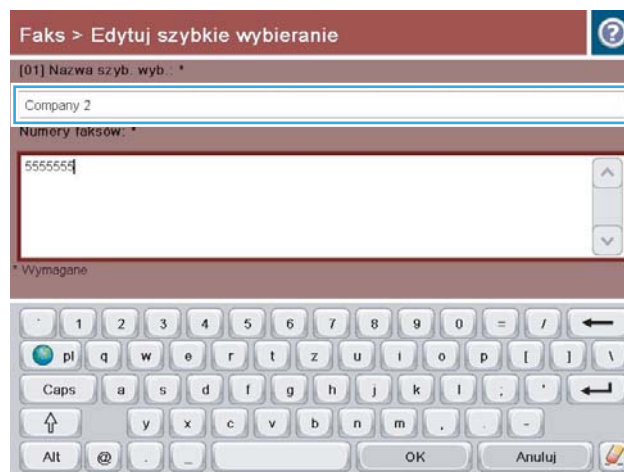 Faks > Edytuj szybkie wybieranie
[01] Nazwa szyb. wyb.: *
Company 2
Numery faksów: *
5555555
* Wymagane
1 2 3 4 5 6 7 8 9 0 = /
pl q w e r t z u i o p [ ] \
Caps a s d f g h j k l ; '
y x c v b n m , . -
Alt @ . _ OK Anuluj